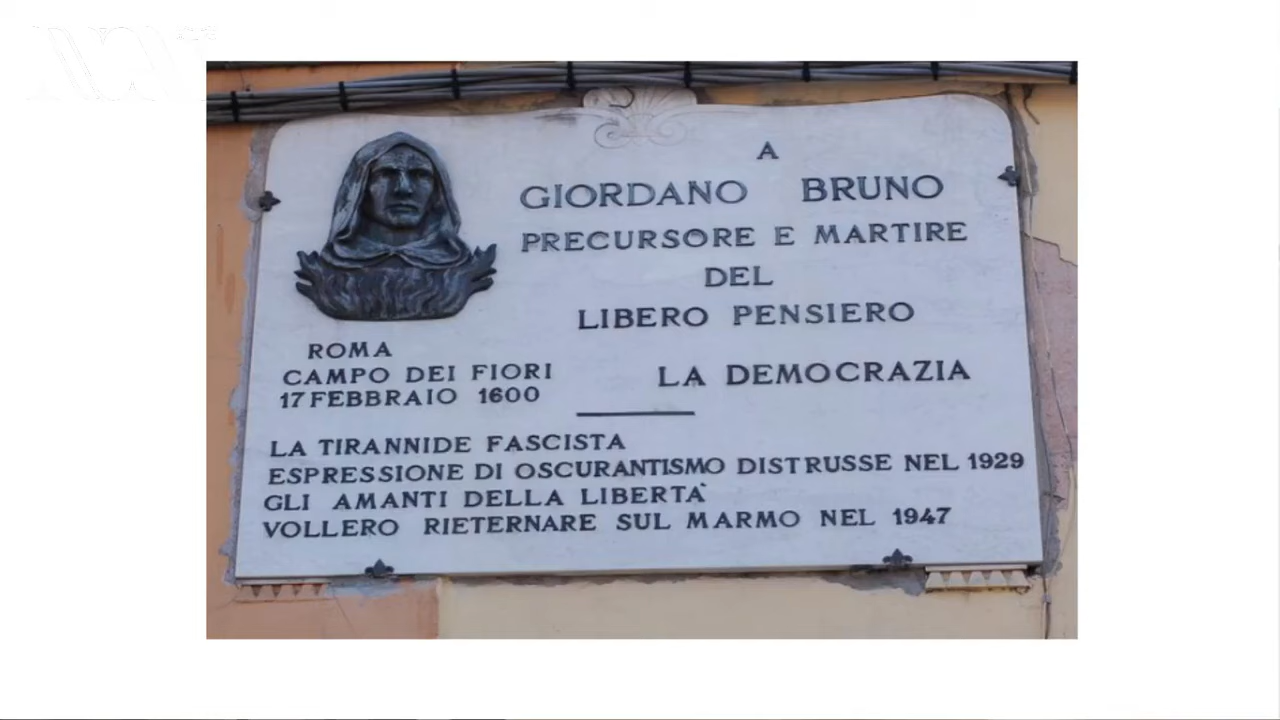 A
GIORDANO BRUNO
PRECURSORE E MARTIRE
DEL
LIBERO PENSIERO
LA DEMOCRAZIA
ROMA
CAMPO DEI FIORI
17 FEBBRAIO 1600
LA TIRANNIDE FASCISTA
ESPRESSIONE DI OSCURANTISMO DISTRUSSE NEL 1929
GLI AMANTI DELLA LIBERTA`
VOLLERO RIETERNARE SUL MARMO NEL 1947